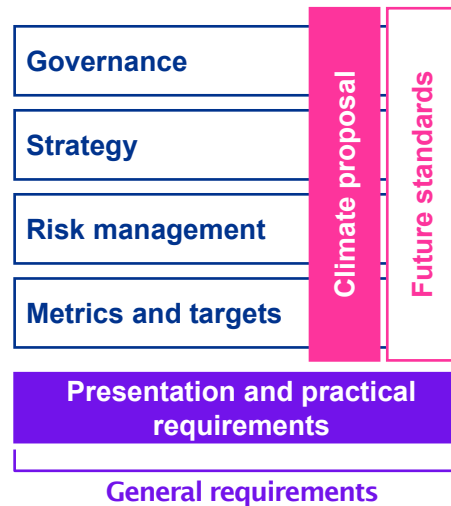 Governance
Strategy
Risk management
Metrics and targets
Climate proposal
Future standards
Presentation and practical
requirements
General requirements